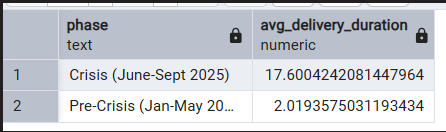 phase
text
avg_delivery_duration
numeric
1 Crisis (June-Sept 2025) 17.6004242081447964
2 Pre-Crisis (Jan-May 20... 2.0193575031193434